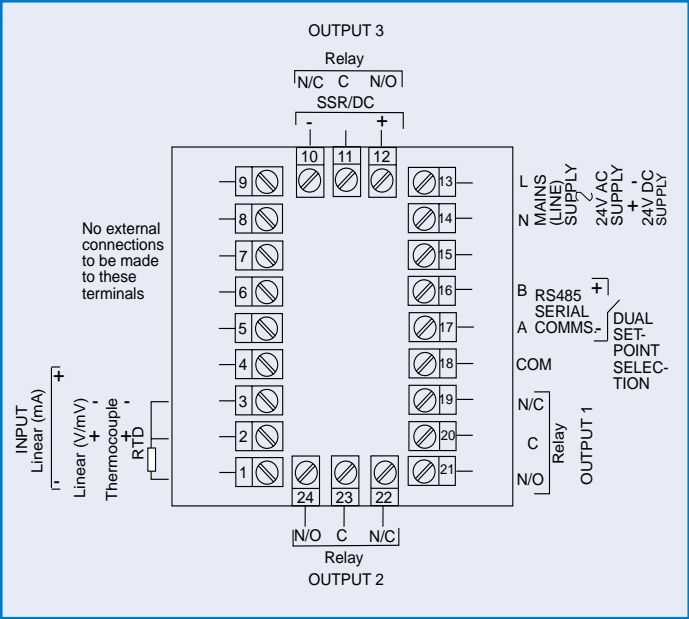 OUTPUT 3
Relay
N/C C N/O
SSR/DC
- +
10 11 12
9
8
7
6
5
4
3
2
1
13
14
15
16
17
18
19
20
21
24 23 22
No external
connections
to be made
to these
terminals
L
N
MAINS
(LINE)
SUPPLY
24V AC
SUPPLY
- +
24V DC
SUPPLY
B
A
RS485
SERIAL
COMMS.
+
-
DUAL
SET-
POINT
SELEC-
TION
COM
N/C
C
N/O
Relay
OUTPUT 1
INPUT
Linear (mA)
+
-
Linear (V/mV)
+ -
Thermocouple
+ -
RTD
N/O C N/C
Relay
OUTPUT 2